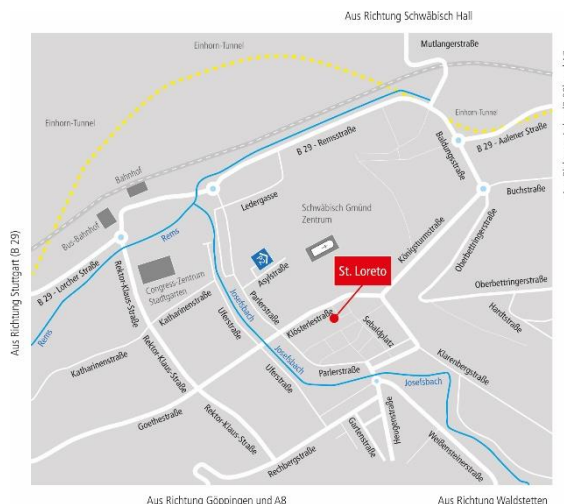 Aus Richtung Schwäbisch Hall
Mutlangerstraße
Einhorn-Tunnel
Einhorn-Tunnel
Einhorn-Tunnel
B 29 - Aalener Straße
B 29 - Remsstraße
Baldungstraße
Bahnhof
Bus-Bahnhof
Ledergasse
Buchstraße
Rems
Schwäbisch Gmünd
Zentrum
Königsturmstraße
Oberbettringerstraße
Aus Richtung Stuttgart (B 29)
B 29 - Lorcher Straße
Congress-Zentrum
Stadtgarten
Asylstraße
Parlerstraße
St. Loreto
Oberbettringerstraße
Rektor-Klaus-Straße
Katharinenstraße
Uferstraße
Josefsbach
Klösterlestraße
Sebaldplatz
Hardtstraße
Rems
Katharinenstraße
Rektor-Klaus-Straße
Josefsbach
Klarenbergstraße
Uferstraße
Parlerstraße
Josefsbach
Goethestraße
Rektor-Klaus-Straße
Rechbergstraße
Gartenstraße
Heugenstraße
Weißensteinerstraße
Aus Richtung Göppingen und A8
Aus Richtung Waldstetten